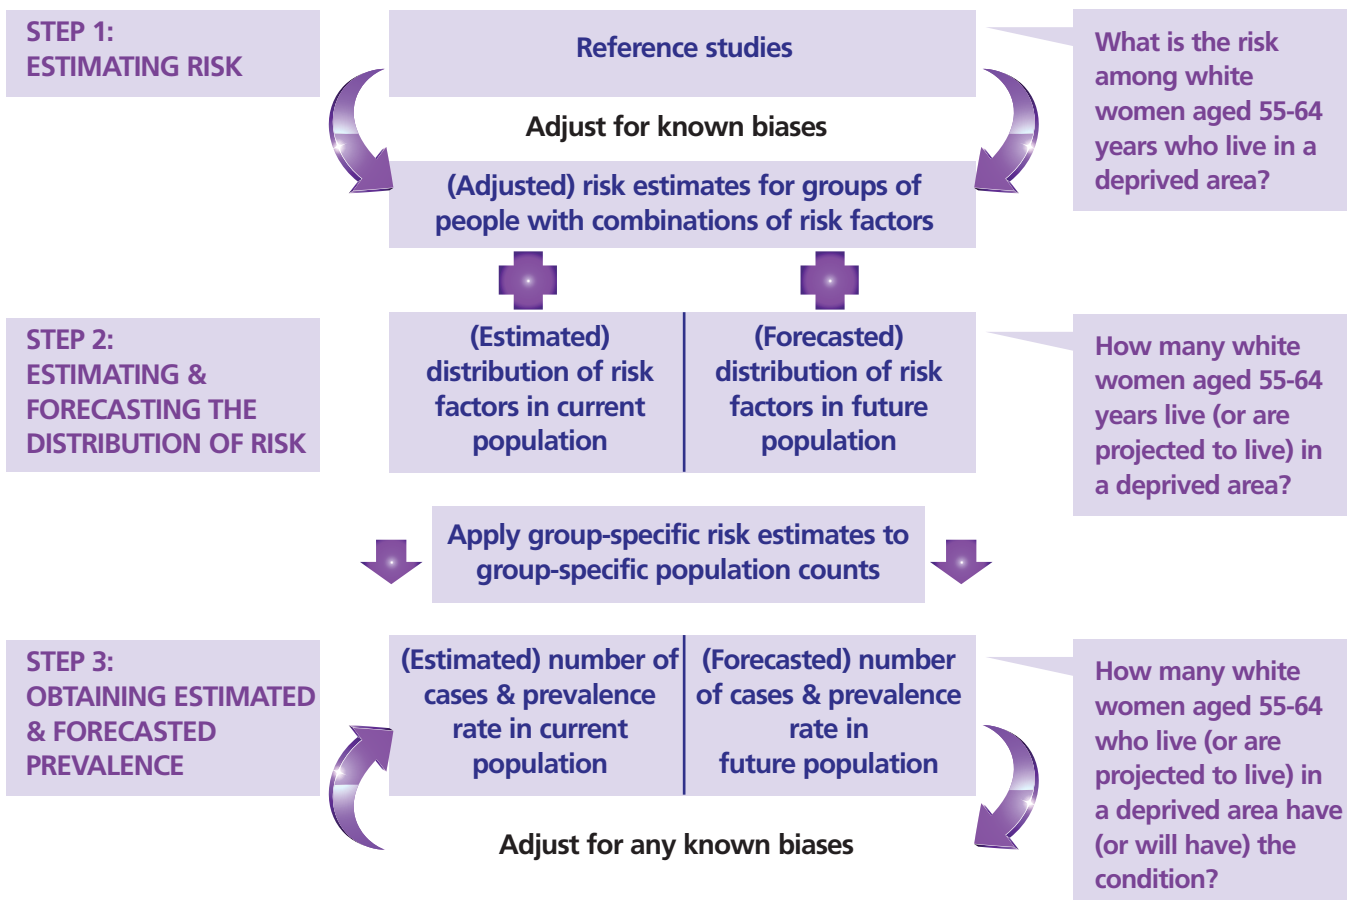 STEP 1:
ESTIMATING RISK
Reference studies
What is the risk
among white
women aged 55-64
years who live in a
deprived area?
Adjust for known biases
(Adjusted) risk estimates for groups of
people with combinations of risk factors
STEP 2:
ESTIMATING &
FORECASTING THE
DISTRIBUTION OF RISK
(Estimated)
distribution of risk
factors in current
population
(Forecasted)
distribution of risk
factors in future
population
How many white
women aged 55-64
years live (or are
projected to live) in
a deprived area?
Apply group-specific risk estimates to
group-specific population counts
STEP 3:
OBTAINING ESTIMATED
& FORECASTED
PREVALENCE
(Estimated) number of
cases & prevalence
rate in current
population
(Forecasted) number
of cases & prevalence
rate in
future population
How many white
women aged 55-64
who live (or are
projected to live) in
a deprived area have
(or will have) the
condition?
Adjust for any known biases